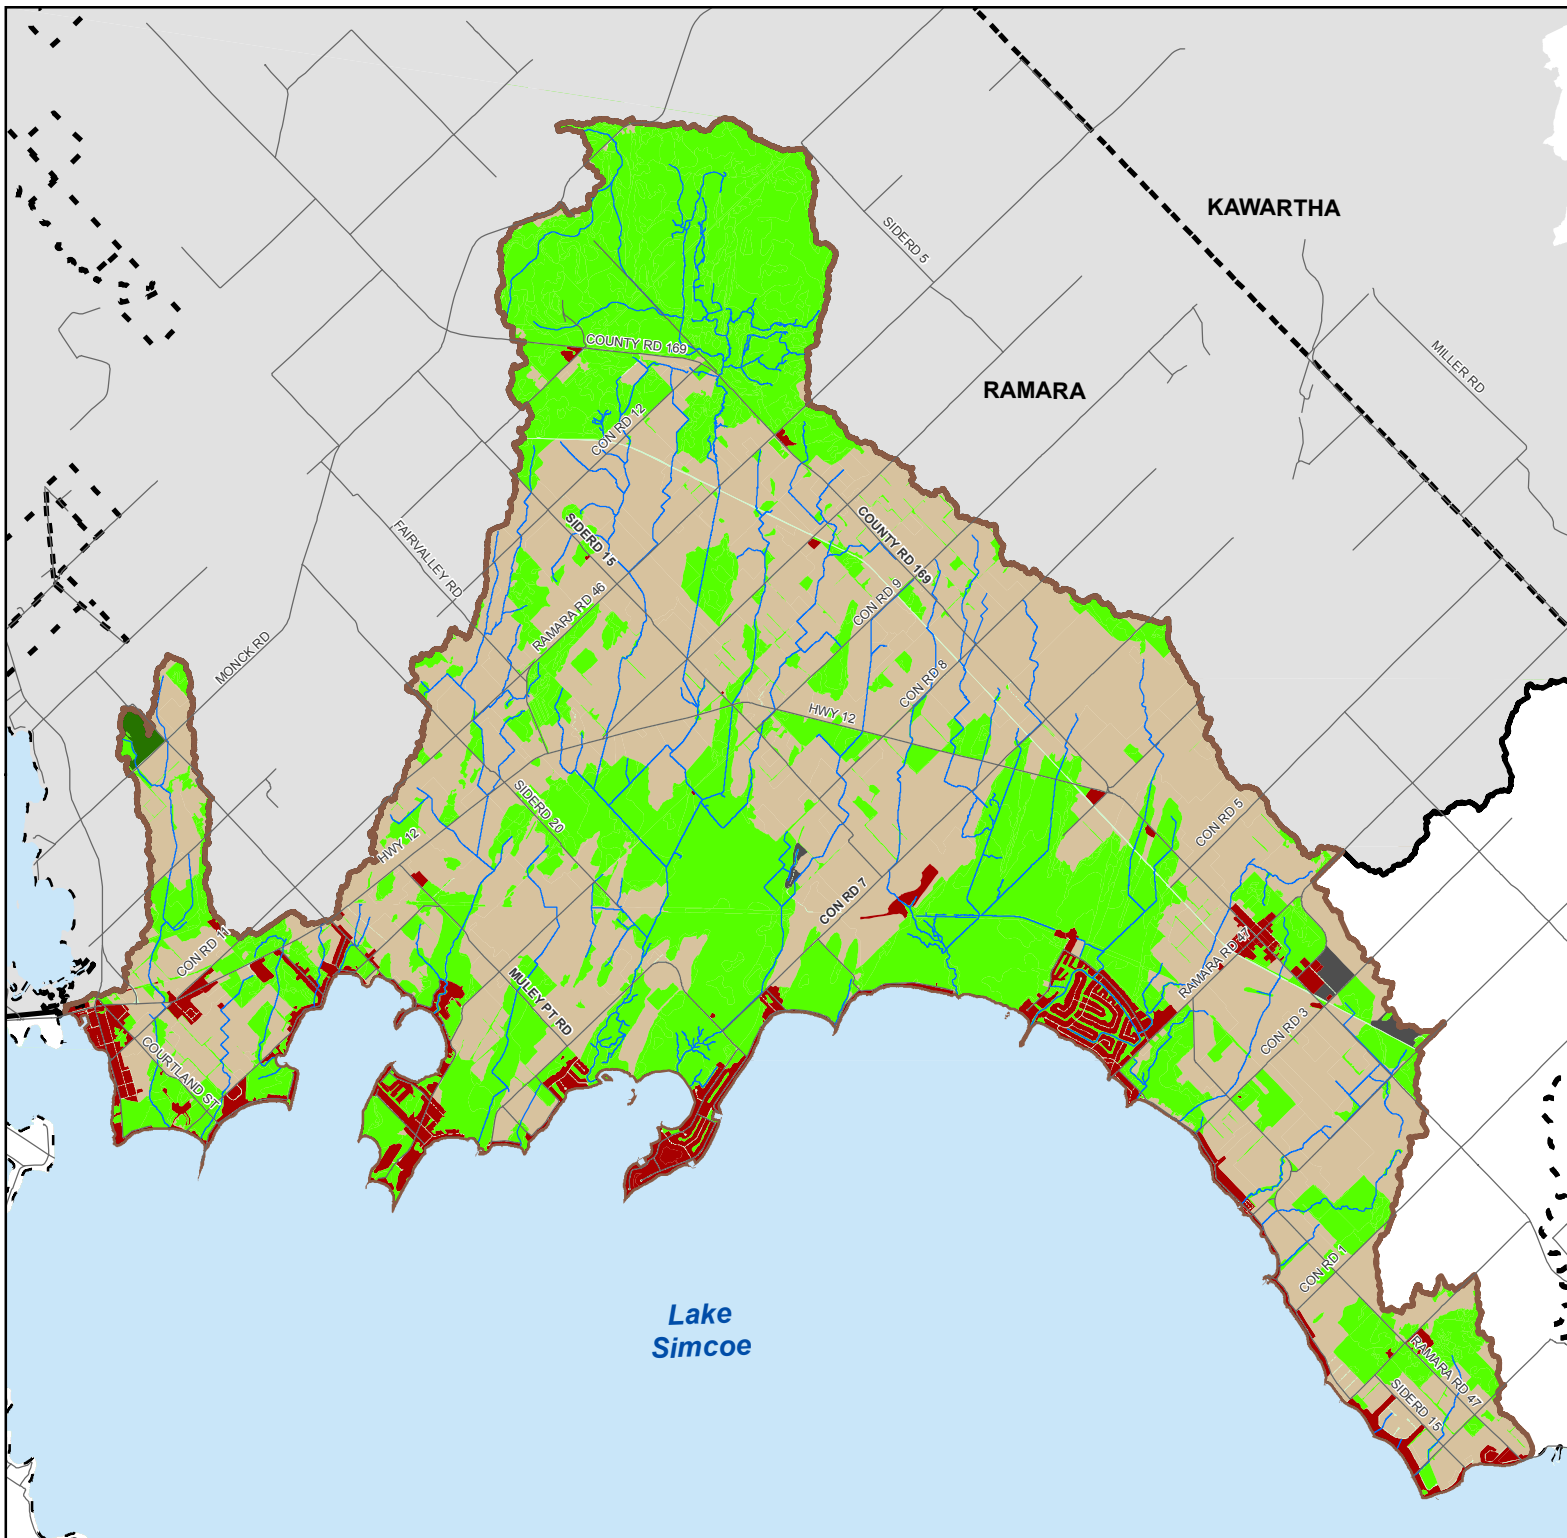 KAWARTHA
SIDERD 5
COUNTY RD 169
MILLER RD
RAMARA
CON RD 12
SIDERD 15
COUNTY RD 169
FAIRVALLEY RD
CON RD 9
RAMARA RD 46
MONCK RD
CON RD 8
HWY 12
SIDERD 20
CON RD 5
HWY 12
CON RD 7
CON RD 11
RAMARA RD 47
MULEY PT RD
CON RD 3
COURTLAND ST
CON RD 1
Lake
Simcoe
RAMARA RD 47
SIDERD 15